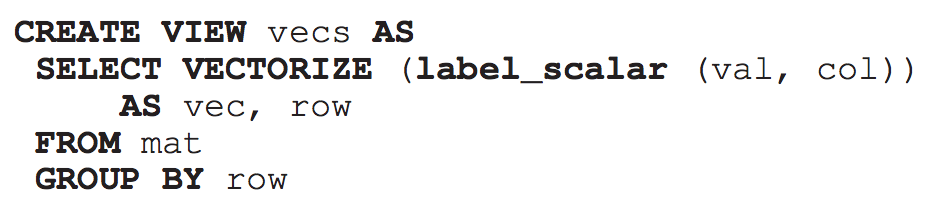 CREATE VIEW vecs AS
SELECT VECTORIZE (label_scalar (val, col))
AS vec, row
FROM mat
GROUP BY row